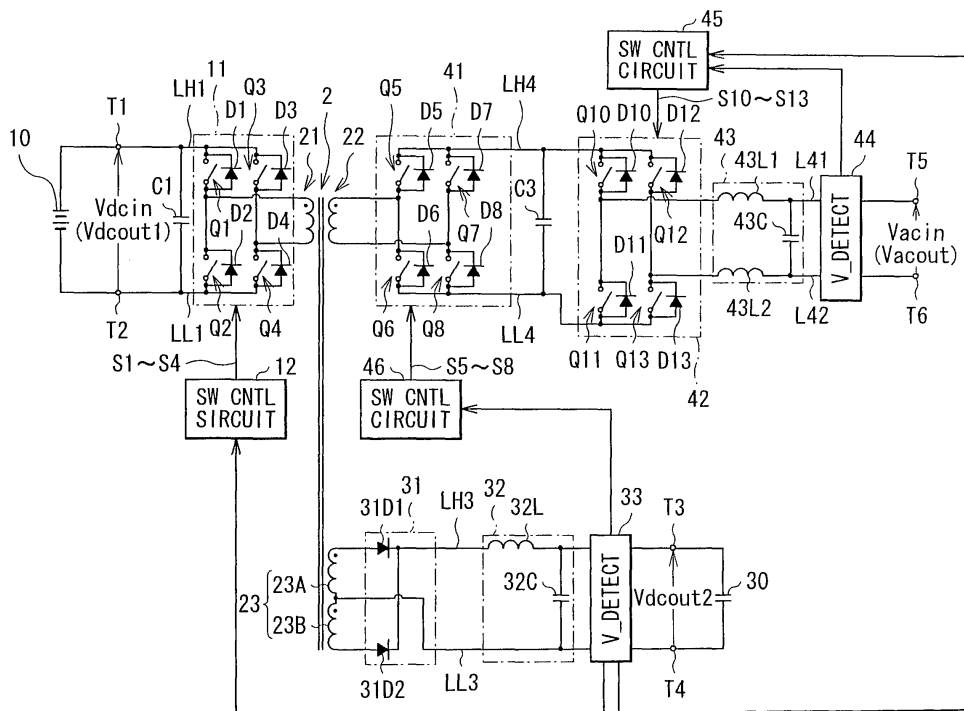 45
SW CNTL
CIRCUIT
S10～S13
11
LH1
Q3
D1
D3
T1
10
2
21
22
Q5
41
D5
D7
LH4
Q10
D10
D12
43
43L1
L41
44
T5
C1
Vdcin
(Vdcout1)
Q1
D2
D4
D6
Q7
D8
C3
D11
Q12
43C
V_DETECT
Vacin
(Vacout)
T2
LL1
Q2
Q4
Q6
Q8
LL4
Q11
Q13
D13
43L2
L42
T6
42
S1～S4
12
SW CNTL
SIRCUIT
46
S5～S8
SW CNTL
CIRCUIT
31D1
31
LH3
32
32L
33
T3
23
23A
23B
32C
V_DETECT
Vdcout2
30
31D2
LL3
T4